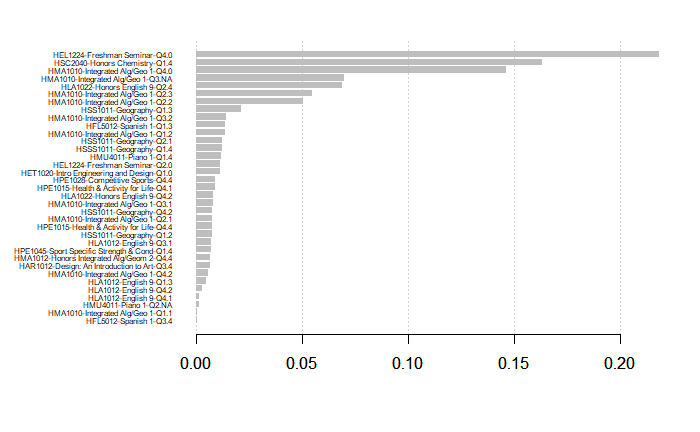 HEL1224-Freshman Seminar-Q4.0
HSC2040-Honors Chemistry-Q1.4
HMA1010-Integrated Alg/Geo 1-Q4.0
HMA1010-Integrated Alg/Geo 1-Q3.NA
HLA1022-Honors English 9-Q2.4
HMA1010-Integrated Alg/Geo 1-Q2.3
HMA1010-Integrated Alg/Geo 1-Q2.2
HSS1011-Geography-Q1.3
HMA1010-Integrated Alg/Geo 1-Q3.2
HFL5012-Spanish 1-Q1.3
HMA1010-Integrated Alg/Geo 1-Q1.2
HSS1011-Geography-Q2.1
HSSS1011-Geography-Q1.4
HMU4011-Piano 1-Q1.4
HEL1224-Freshman Seminar-Q2.0
HET1020-Intro Engineering and Design-Q1.0
HPE1028-Competitive Sports-Q4.4
HPE1015-Health & Activity for Life-Q4.1
HLA1022-Honors English 9-Q4.2
HMA1010-Integrated Alg/Geo 1-Q3.1
HSS1011-Geography-Q4.2
HMA1010-Integrated Alg/Geo 1-Q2.1
HPE1015-Health & Activity for Life-Q4.4
HSS1011-Geography-Q1.2
HLA1012-English 9-Q3.1
HPE1045-Sport Specific Strength & Cond-Q1.4
HMA1012-Honors Integrated Alg/Geom 2-Q4.4
HAR1012-Design: An Introduction to Art-Q3.4
HMA1010-Integrated Alg/Geo 1-Q4.2
HLA1012-English 9-Q1.3
HLA1012-English 9-Q4.2
HLA1012-English 9-Q4.1
HMU4011-Piano 1-Q2.NA
HMA1010-Integrated Alg/Geo 1-Q1.1
HFL5012-Spanish 1-Q3.4
0.00 0.05 0.10 0.15 0.20